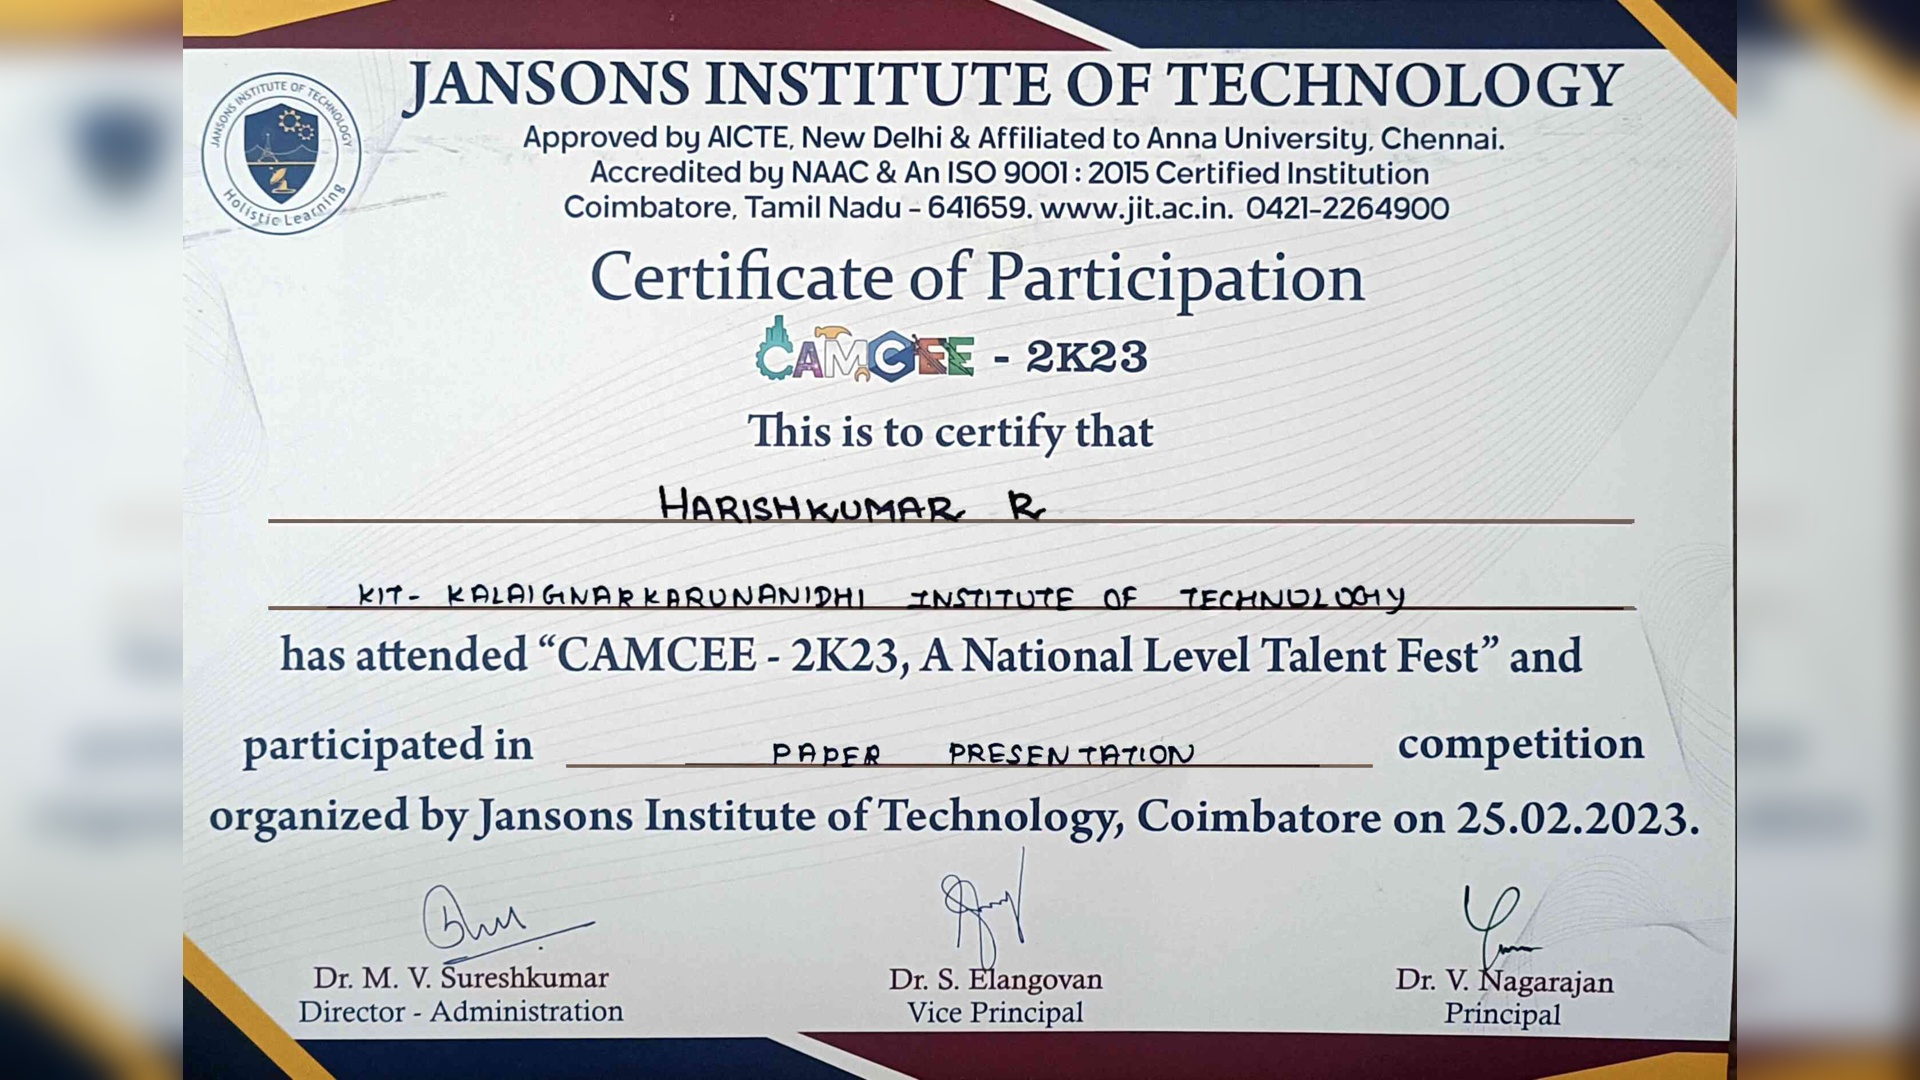 JANSONS INSTITUTE OF TECHNOLOGY
Approved by AICTE, New Delhi & Affiliated to Anna University, Chennai.
Accredited by NAAC & An ISO 9001 : 2015 Certified Institution
Coimbatore, Tamil Nadu - 641659. www.jit.ac.in. 0421-2264900
JANSONS INSTITUTE OF TECHNOLOGY
Holistic Learning
Certificate of Participation
CAMCEE - 2K23
This is to certify that
HARISHKUMAR R
KIT- KALAIGNARKARUNANIDHI INSTITUTE OF TECHNOLOGY
has attended “CAMCEE - 2K23, A National Level Talent Fest” and
participated in PAPER PRESENTATION competition
organized by Jansons Institute of Technology, Coimbatore on 25.02.2023.
Dr. M. V. Sureshkumar Dr. S. Elangovan Dr. V. Nagarajan
Director - Administration Vice Principal Principal